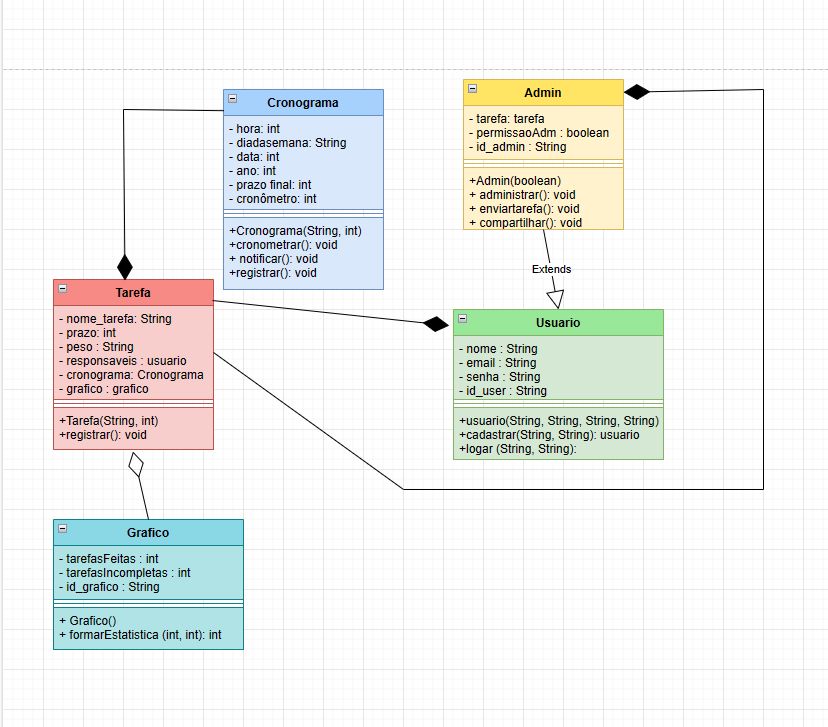 Cronograma
- hora: int
- diadasemana: String
- data: int
- ano: int
- prazo final: int
- cronômetro: int
+Cronograma(String, int)
+cronometrar(): void
+ notificar(): void
+registrar(): void
Admin
- tarefa: tarefa
- permissaoAdm : boolean
- id_admin : String
+Admin(boolean)
+ administrar(): void
+ enviartarefa(): void
+ compartilhar(): void
Extends
Tarefa
- nome_tarefa: String
- prazo: int
- peso : String
- responsaveis : usuario
- cronograma: Cronograma
- grafico : grafico
+Tarefa(String, int)
+registrar(): void
Usuario
- nome : String
- email : String
- senha : String
- id_user : String
+usuario(String, String, String, String)
+cadastrar(String, String): usuario
+logar (String, String):
Grafico
- tarefasFeitas : int
- tarefasIncompletas : int
- id_grafico : String
+ Grafico()
+ formarEstatistica (int, int): int